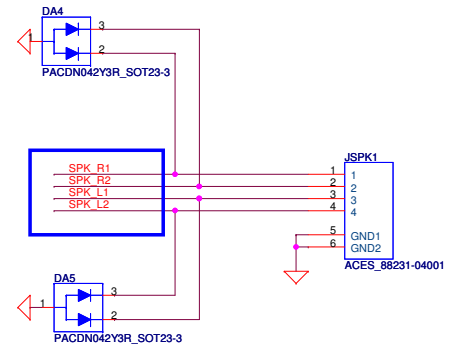 DA4
3
1
2
PACDN042Y3R_SOT23-3
JSPK1
SPK_R1 1 1
SPK_R2 2 2
SPK_L1 3 3
SPK_L2 4 4
5 GND1
6 GND2
ACES_88231-04001
DA5
3
1
2
PACDN042Y3R_SOT23-3